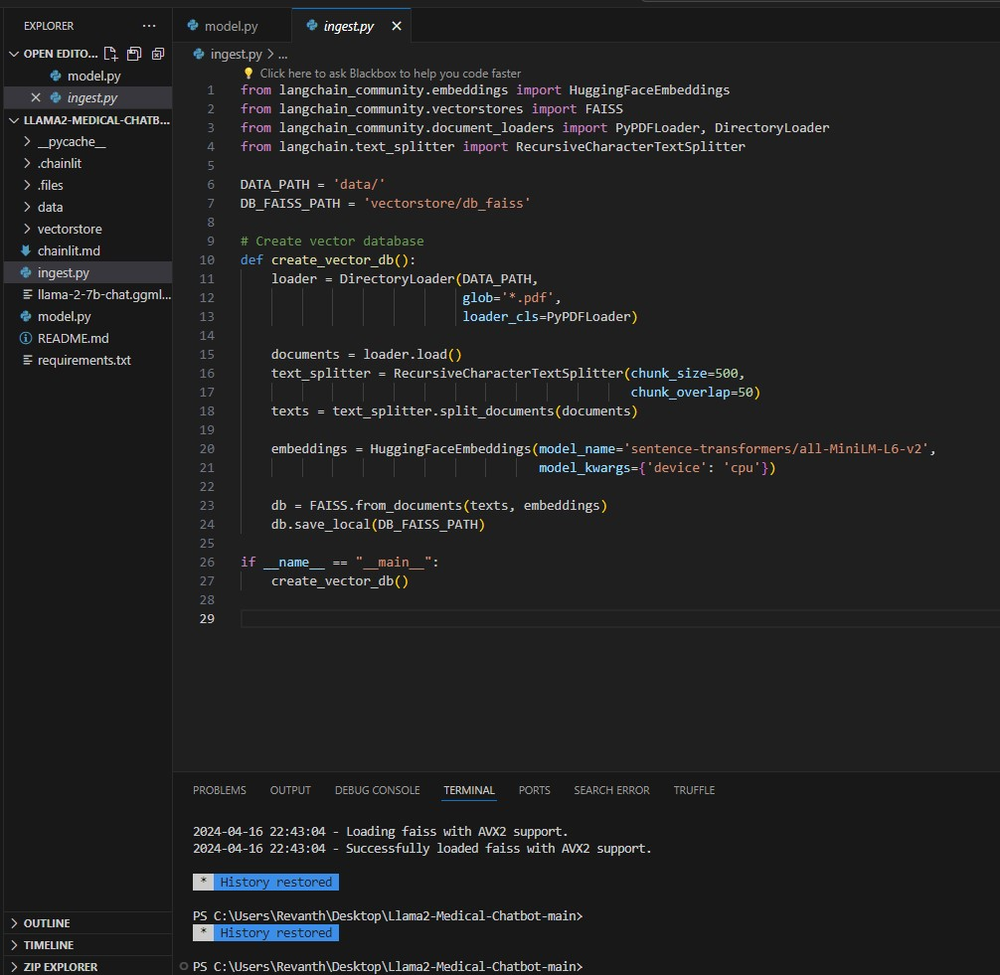 EXPLORER
OPEN EDITO...
model.py
ingest.py
LLAMA2-MEDICAL-CHATB...
__pycache__
.chainlit
.files
data
vectorstore
chainlit.md
ingest.py
llama-2-7b-chat.ggml...
model.py
README.md
requirements.txt
OUTLINE
TIMELINE
ZIP EXPLORER
model.py
ingest.py
ingest.py > ...
Click here to ask Blackbox to help you code faster
1 from langchain_community.embeddings import HuggingFaceEmbeddings
2 from langchain_community.vectorstores import FAISS
3 from langchain_community.document_loaders import PyPDFLoader, DirectoryLoader
4 from langchain.text_splitter import RecursiveCharacterTextSplitter
5
6 DATA_PATH = 'data/'
7 DB_FAISS_PATH = 'vectorstore/db_faiss'
8
9 # Create vector database
10 def create_vector_db():
11     loader = DirectoryLoader(DATA_PATH,
12                              glob='*.pdf',
13                              loader_cls=PyPDFLoader)
14
15     documents = loader.load()
16     text_splitter = RecursiveCharacterTextSplitter(chunk_size=500,
17                                                    chunk_overlap=50)
18     texts = text_splitter.split_documents(documents)
19
20     embeddings = HuggingFaceEmbeddings(model_name='sentence-transformers/all-MiniLM-L6-v2',
21                                        model_kwargs={'device': 'cpu'})
22
23     db = FAISS.from_documents(texts, embeddings)
24     db.save_local(DB_FAISS_PATH)
25
26 if __name__ == "__main__":
27     create_vector_db()
28
29
PROBLEMS OUTPUT DEBUG CONSOLE TERMINAL PORTS SEARCH ERROR TRUFFLE
2024-04-16 22:43:04 - Loading faiss with AVX2 support.
2024-04-16 22:43:04 - Successfully loaded faiss with AVX2 support.
* History restored
PS C:\Users\Revanth\Desktop\Llama2-Medical-Chatbot-main>
* History restored
PS C:\Users\Revanth\Desktop\Llama2-Medical-Chatbot-main>